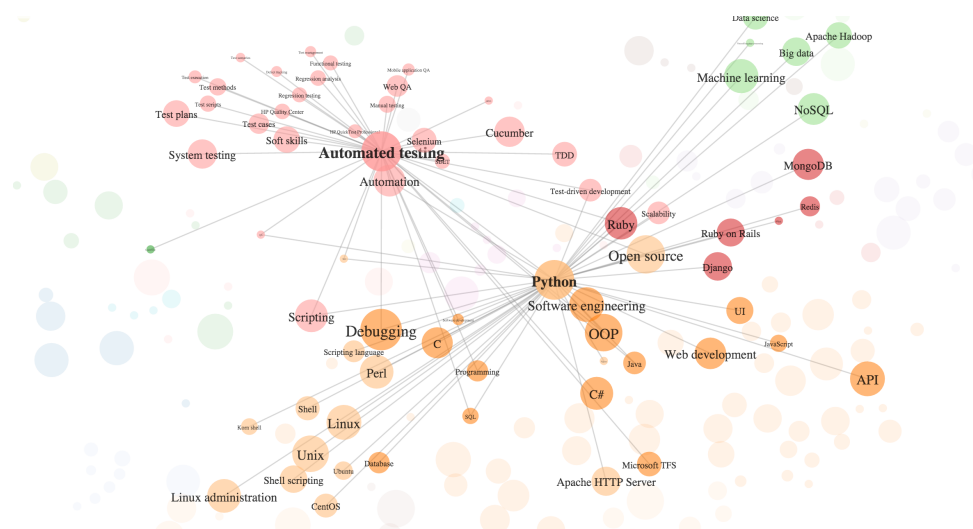 Data science
Apache Hadoop
Big data
Machine learning
NoSQL
Functional testing
Mobile application QA
Regression analysis
Web QA
Test methods
Regression testing
Manual testing
Test scripts
HP Quality Center
Test plans
Test cases
Soft skills
Selenium
Cucumber
Automated testing
System testing
TDD
MongoDB
Automation
Test-driven development
Redis
Scalability
Ruby
Ruby on Rails
Open source
Django
Python
Software engineering
UI
Scripting
Debugging
OOP
C
JavaScript
Scripting language
Web development
Java
Perl
Programming
API
C#
Shell
SQL
Linux
Korn shell
Unix
Database
Microsoft TFS
Ubuntu
Shell scripting
Apache HTTP Server
Linux administration
CentOS